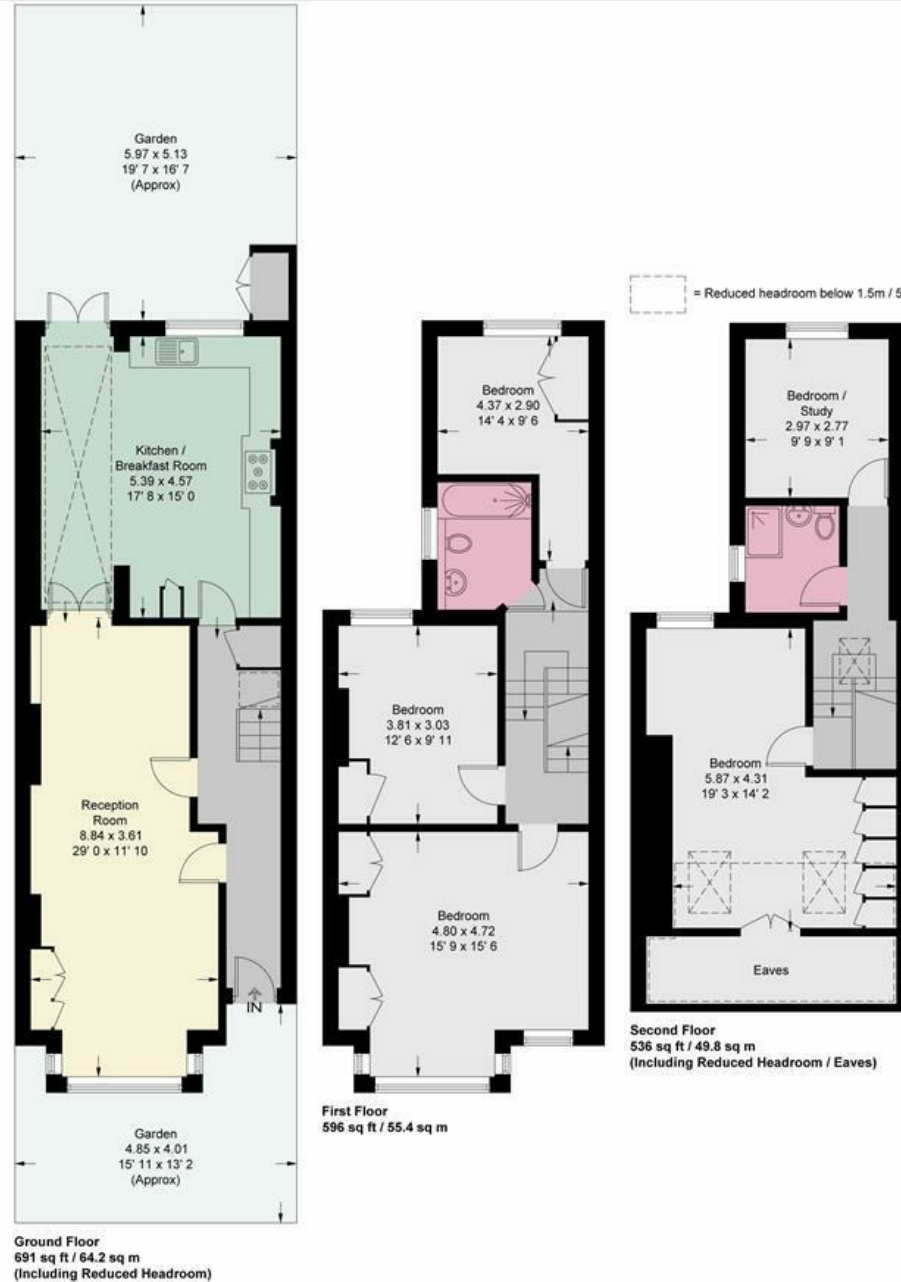 Garden
5.97 x 5.13
19' 7 x 16' 7
(Approx)
Kitchen /
Breakfast Room
5.39 x 4.57
17' 8 x 15' 0
Reception
Room
8.84 x 3.61
29' 0 x 11' 10
IN
Garden
4.85 x 4.01
15' 11 x 13' 2
(Approx)
Ground Floor
691 sq ft / 64.2 sq m
(Including Reduced Headroom)
Bedroom
4.37 x 2.90
14' 4 x 9' 6
Bedroom
3.81 x 3.03
12' 6 x 9' 11
Bedroom
4.80 x 4.72
15' 9 x 15' 6
First Floor
596 sq ft / 55.4 sq m
= Reduced headroom below 1.5m / 5
Bedroom /
Study
2.97 x 2.77
9' 9 x 9' 1
Bedroom
5.87 x 4.31
19' 3 x 14' 2
Eaves
Second Floor
536 sq ft / 49.8 sq m
(Including Reduced Headroom / Eaves)